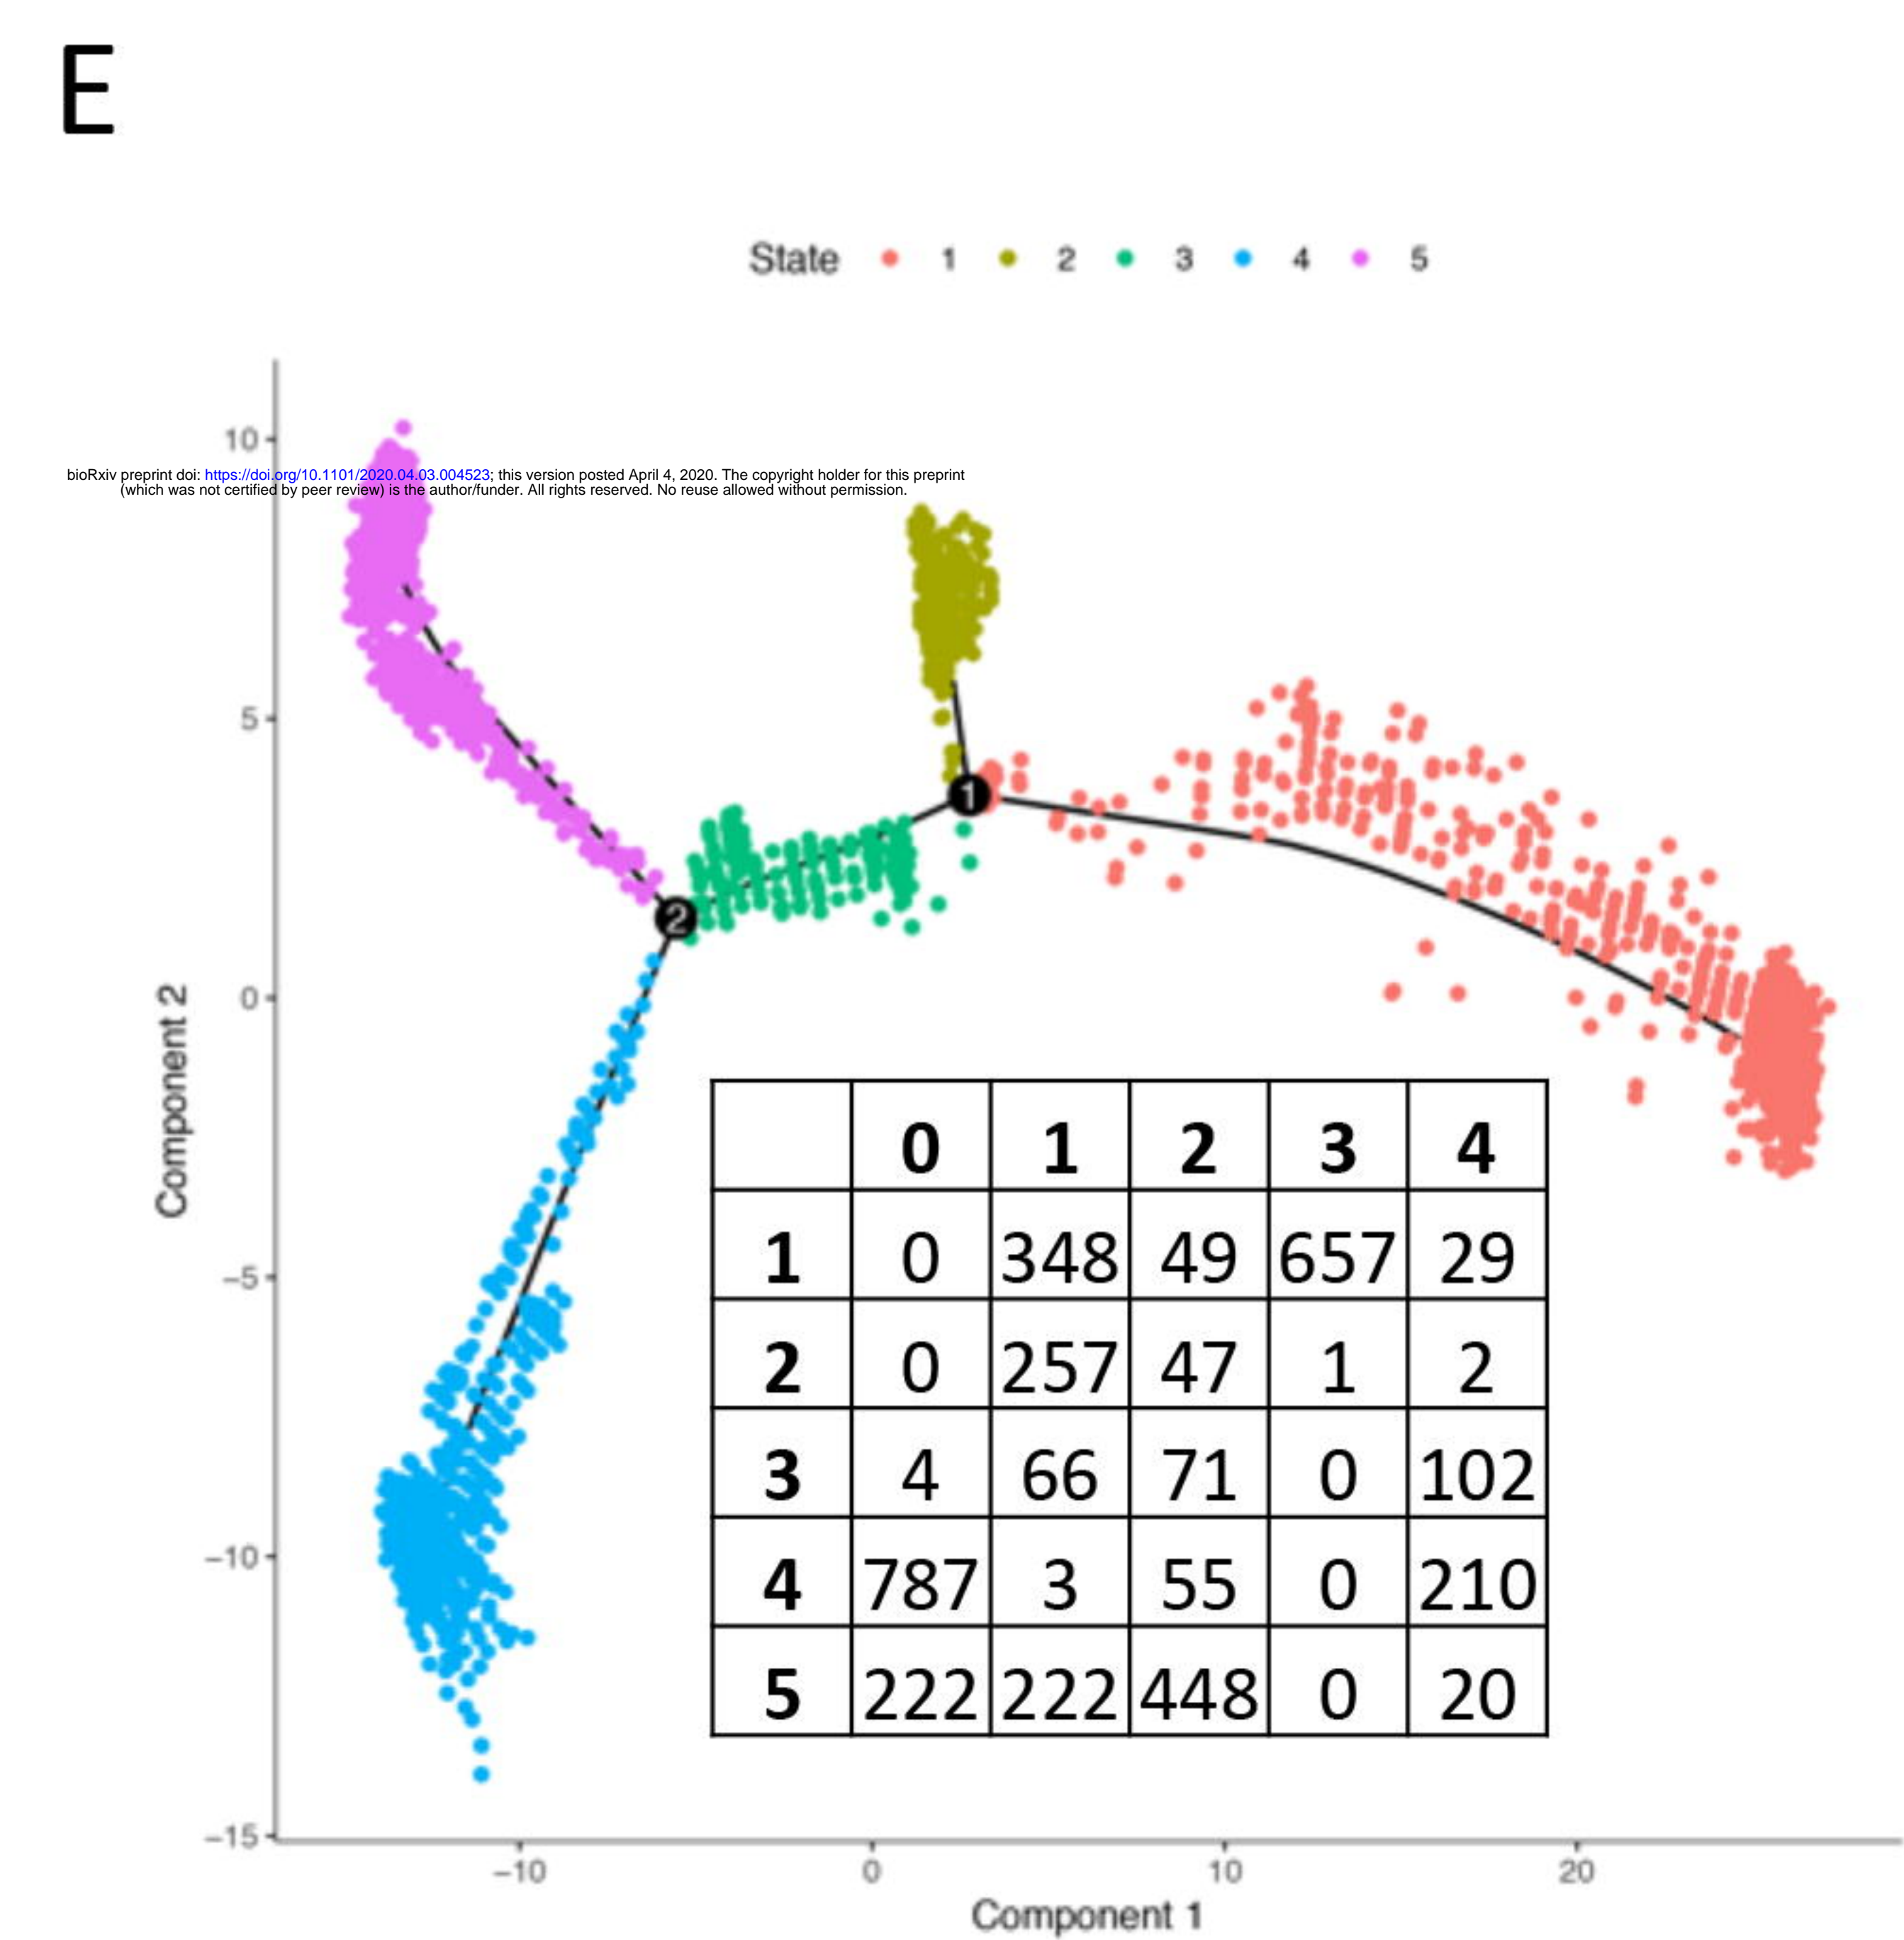 E
State 1 2 3 4 5
10
bioRxiv preprint doi: https://doi.org/10.1101/2020.04.03.004523; this version posted April 4, 2020. The copyright holder for this preprint
(which was not certified by peer review) is the author/funder. All rights reserved. No reuse allowed without permission.
5
1
2
0
Component 2
0 1 2 3 4
1 0 348 49 657 29
−5
2 0 257 47 1 2
3 4 66 71 0 102
−10
4 787 3 55 0 210
5 222 222 448 0 20
−15
−10 0 10 20
Component 1